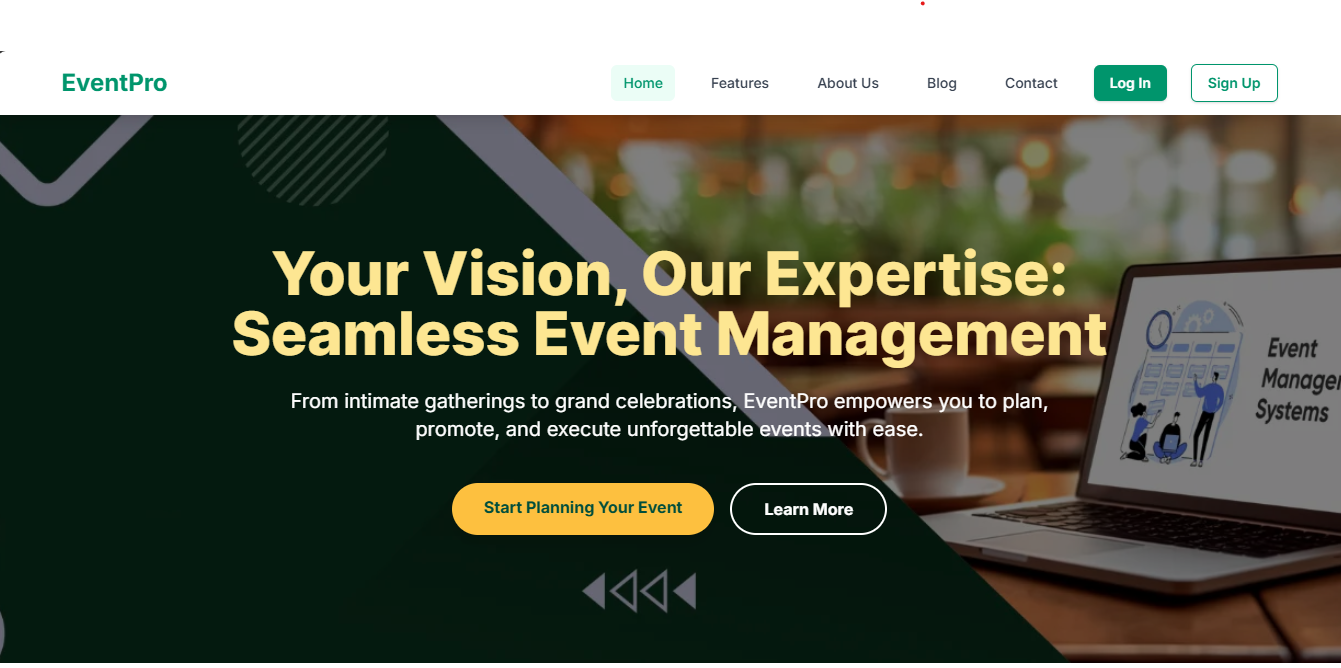 EventPro
Home
Features
About Us
Blog
Contact
Log In
Sign Up
Your Vision, Our Expertise:
Seamless Event Management
From intimate gatherings to grand celebrations, EventPro empowers you to plan,
promote, and execute unforgettable events with ease.
Start Planning Your Event
Learn More
Event
Manager
Systems